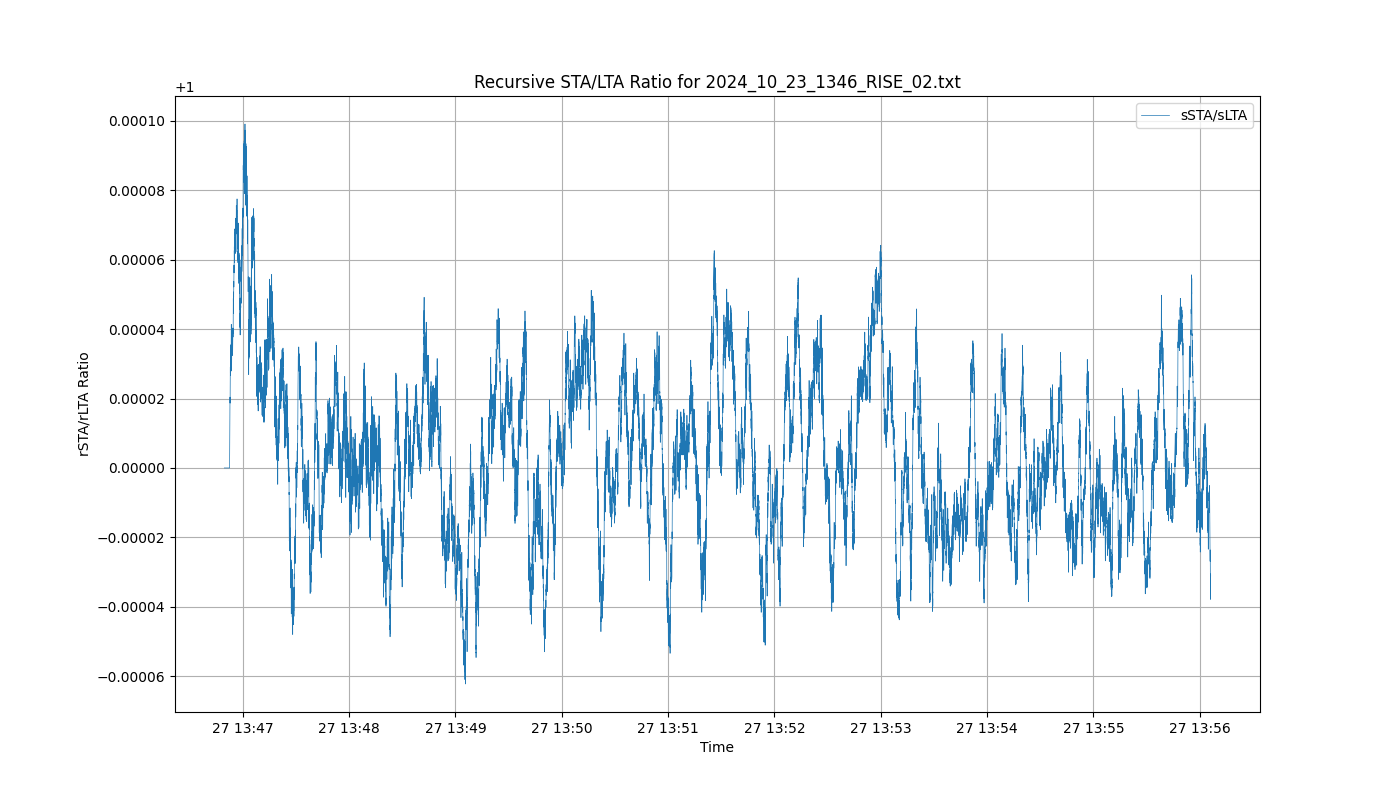 Recursive STA/LTA Ratio for 2024_10_23_1346_RISE_02.txt
+1
sSTA/sLTA
0.00010
0.00008
0.00006
0.00004
0.00002
0.00000
−0.00002
−0.00004
−0.00006
rSTA/rLTA Ratio
27 13:47 27 13:48 27 13:49 27 13:50 27 13:51 27 13:52 27 13:53 27 13:54 27 13:55 27 13:56
Time